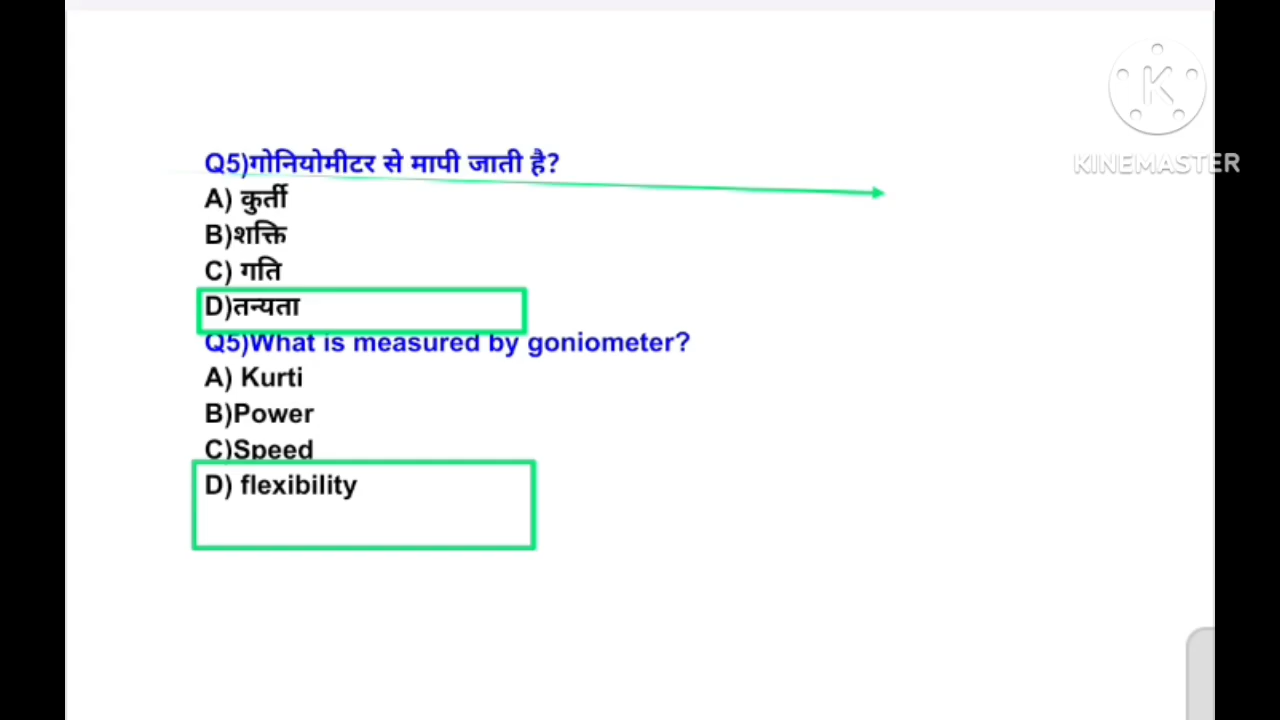 KINEMASTER
Q5)गोनियोमीटर से मापी जाती है?
A) कुर्ती
B)शक्ति
C) गति
D)तन्यता
Q5)What is measured by goniometer?
A) Kurti
B)Power
C)Speed
D) flexibility